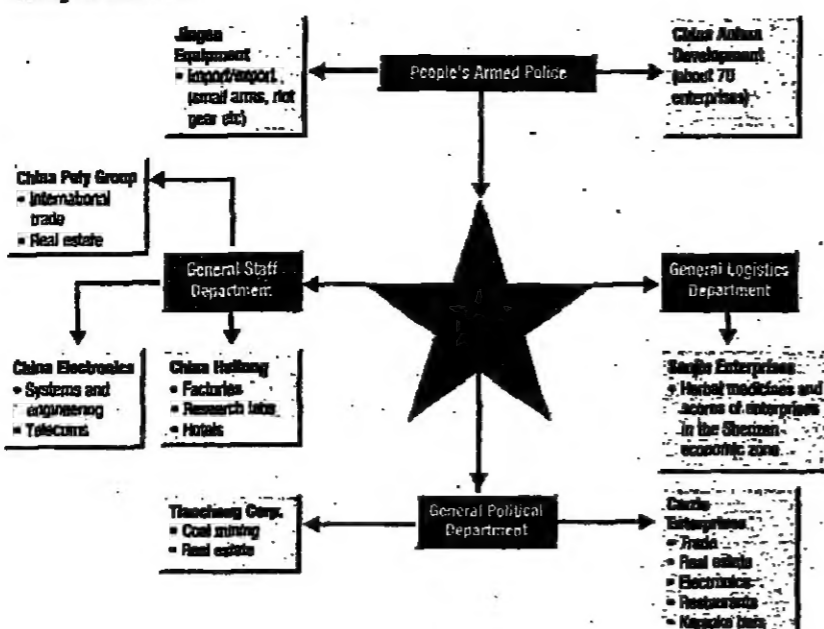 Equipment
• Import/export
(small arms, riot
gear etc)
People's Armed Police
China Anhua
Development
(about 70
enterprises)
China Poly Group
• International
trade
• Real estate
General Staff
Department
General Logistics
Department
China Electronics
• Systems and
engineering
• Telecoms
China
• Factories
• Research labs
• Hotels
Sanjiu Enterprises
• Herbal medicines and
scores of enterprises
in the
economic zone
Tiancheng Corp.
• Coal mining
• Real estate
General Political
Department
Enterprises
• Trade
• Real estate
• Electronics
• Restaurants
• Karaoke bars